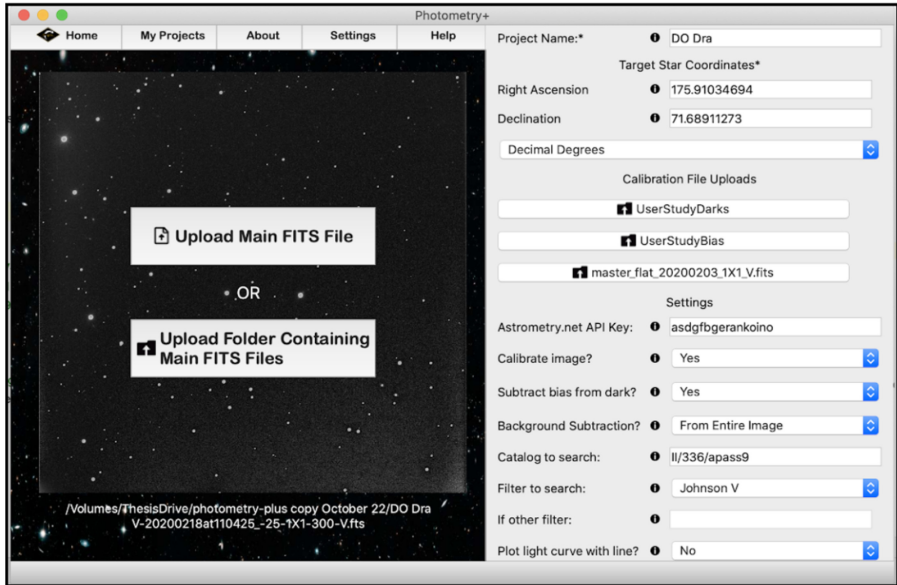 Photometry+
Home My Projects About Settings Help
Upload Main FITS File
OR
Upload Folder Containing
Main FITS Files
/Volumes/ThesisDrive/photometry-plus copy October 22/DO Dra
V-20200218at110425_-25-1X1-300-V.fts
Project Name:* DO Dra
Target Star Coordinates*
Right Ascension 175.91034694
Declination 71.68911273
Decimal Degrees
Calibration File Uploads
UserStudyDarks
UserStudyBias
master_flat_20200203_1X1_V.fits
Settings
Astrometry.net API Key: asdgfbgerankoino
Calibrate image? Yes
Subtract bias from dark? Yes
Background Subtraction? From Entire Image
Catalog to search: II/336/apass9
Filter to search: Johnson V
If other filter:
Plot light curve with line? No